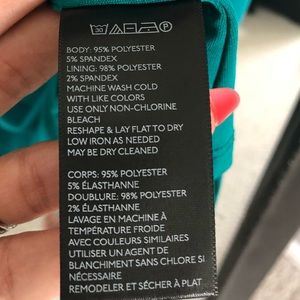 BODY: 95% POLYESTER
5% SPANDEX
LINING: 98% POLYESTER
2% SPANDEX
MACHINE WASH COLD
WITH LIKE COLORS
USE ONLY NON-CHLORINE
BLEACH
RESHAPE & LAY FLAT TO DRY
LOW IRON AS NEEDED
MAY BE DRY CLEANED
CORPS: 95% POLYESTER
5% ÉLASTHANNE
DOUBLURE: 98% POLYESTER
2% ÉLASTHANNE
LAVAGE EN MACHINE À
TEMPÉRATURE FROIDE
AVEC COULEURS SIMILAIRES
UTILISER UN AGENT DE
BLANCHIMENT SANS CHLORE SI
NÉCESSAIRE
REMODELER ET SÉCHER À PLAT